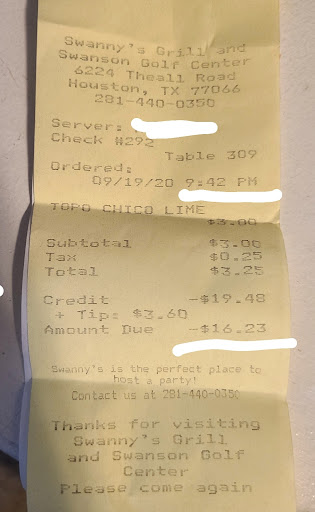 Swanny's Grill and
Swanson Golf Center
6224 Theall Road
Houston, TX 77066
281-440-0350
Server:
Check #292
Table 309
Ordered:
09/19/20 9:42 PM
TOPO CHICO LIME
$3.00
Subtotal $3.00
Tax $0.25
Total $3.25
Credit -$19.48
+ Tip: $3.60
Amount Due -$16.23
Swanny's is the perfect place to
host a party!
Contact us at 281-440-0350
Thanks for visiting
Swanny's Grill
and Swanson Golf
Center
Please come again